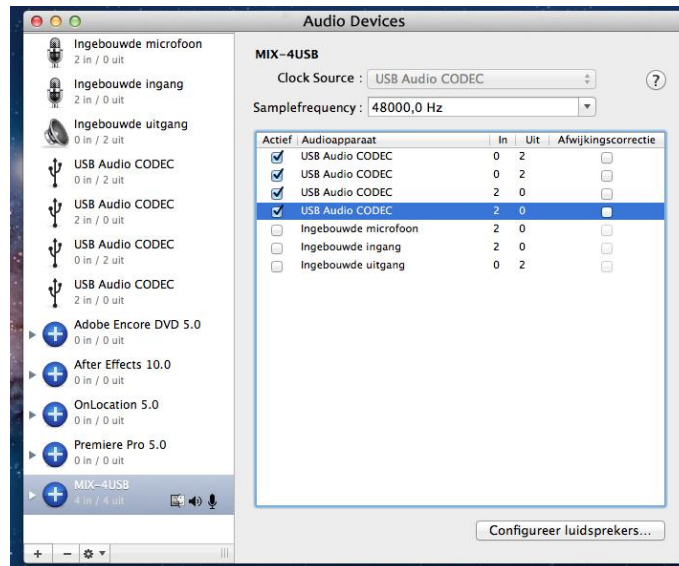 Audio Devices
Ingebouwde microfoon
2 in / 0 uit
Ingebouwde ingang
2 in / 0 uit
Ingebouwde uitgang
0 in / 2 uit
USB Audio CODEC
0 in / 2 uit
USB Audio CODEC
2 in / 0 uit
USB Audio CODEC
0 in / 2 uit
USB Audio CODEC
2 in / 0 uit
Adobe Encore DVD 5.0
0 in / 0 uit
After Effects 10.0
0 in / 0 uit
OnLocation 5.0
0 in / 0 uit
Premiere Pro 5.0
0 in / 0 uit
MIX-4USB
4 in / 4 uit
MIX-4USB
Clock Source : USB Audio CODEC ?
Samplefrequency : 48000,0 Hz
Actief Audioapparaat In Uit Afwijkingscorrectie
USB Audio CODEC 0 2
USB Audio CODEC 0 2
USB Audio CODEC 2 0
USB Audio CODEC 2 0
Ingebouwde microfoon 2 0
Ingebouwde ingang 2 0
Ingebouwde uitgang 0 2
Configureer luidsprekers...